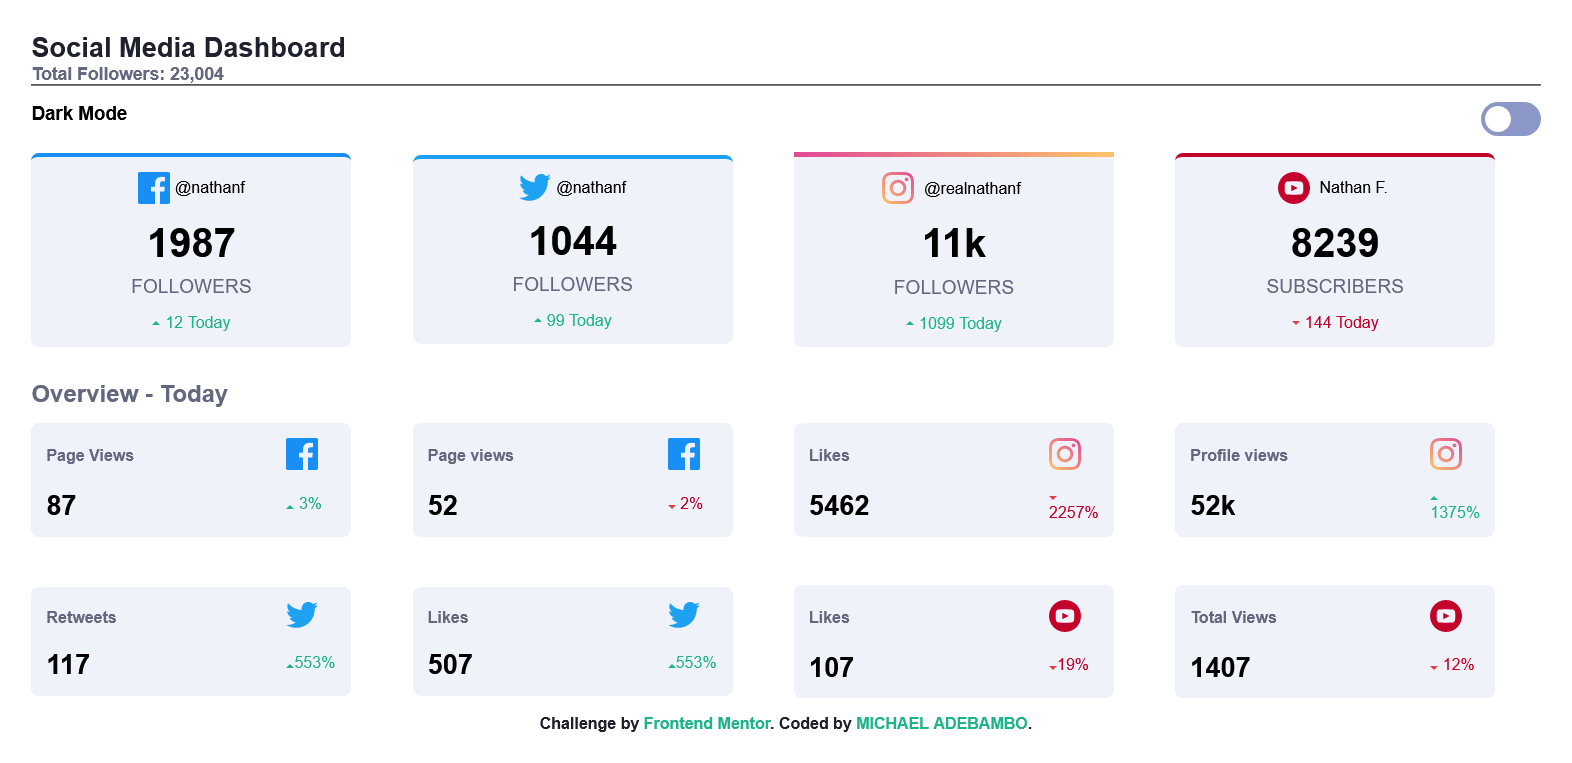 Social Media Dashboard
Total Followers: 23,004
Dark Mode
@nathanf
1987
FOLLOWERS
12 Today
@nathanf
1044
FOLLOWERS
99 Today
@realnathanf
11k
FOLLOWERS
1099 Today
Nathan F.
8239
SUBSCRIBERS
144 Today
Overview - Today
Page Views
87
3%
Page views
52
2%
Likes
5462
2257%
Profile views
52k
1375%
Retweets
117
553%
Likes
507
553%
Likes
107
19%
Total Views
1407
12%
Challenge by Frontend Mentor. Coded by MICHAEL ADEBAMBO.